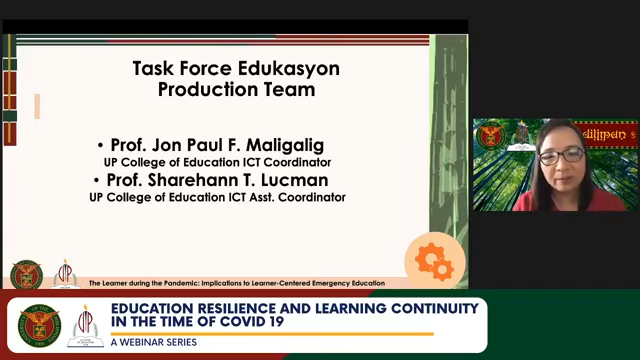 Task Force Edukasyon
Production Team
• Prof. Jon Paul F. Maligalig
UP College of Education ICT Coordinator
• Prof. Sharehann T. Lucman
UP College of Education ICT Asst. Coordinator
The Learner during the Pandemic: Implications to Learner-Centered Emergency Education
EDUCATION RESILIENCE AND LEARNING CONTINUITY
IN THE TIME OF COVID 19
A WEBINAR SERIES